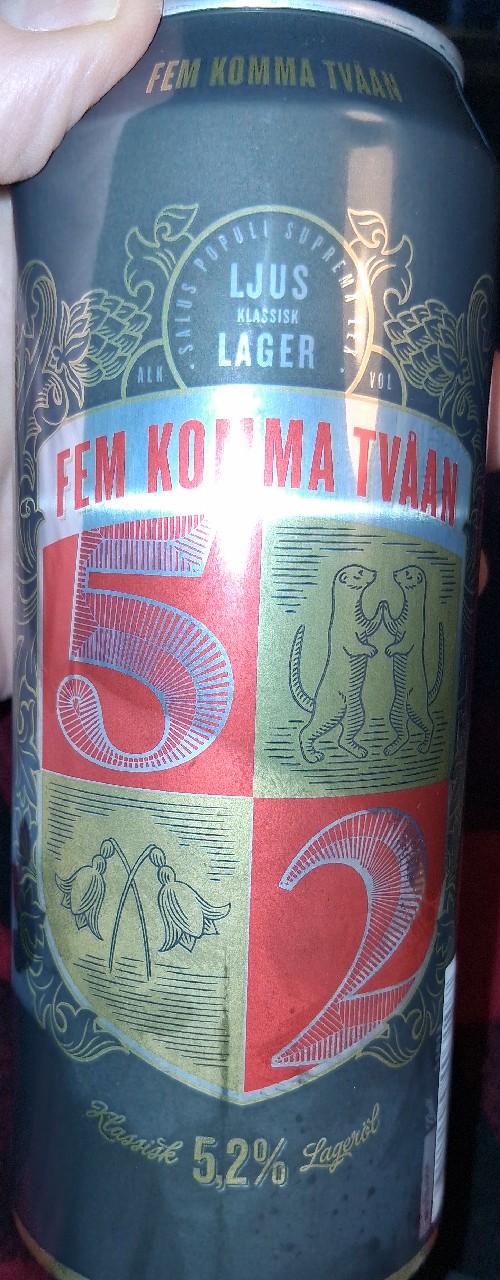 FEM KOMMA TVÅAN
SALUS POPULI SUPREMA LEX
LJUS
KLASSISK
LAGER
ALK VOL
FEM KOMMA TVÅAN
5
2
Klassisk 5,2% Lageröl